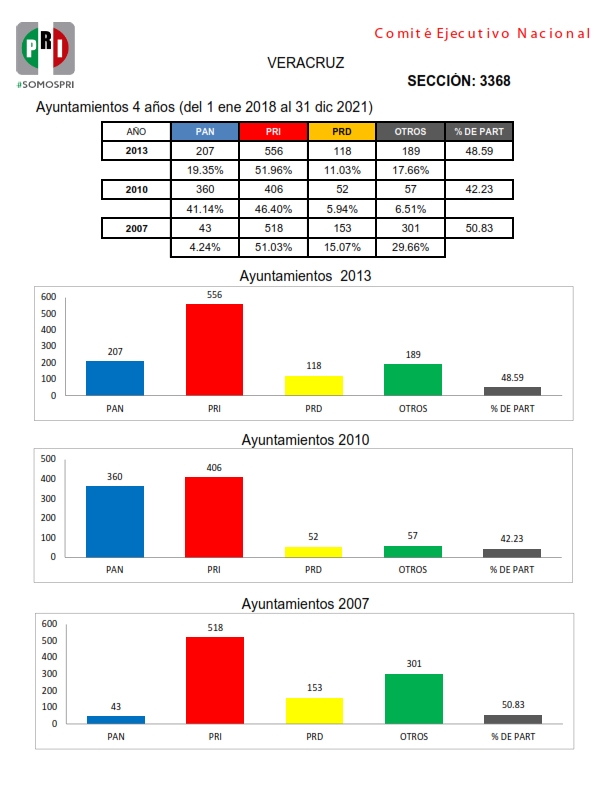 Comité Ejecutivo Nacional
PRI
#SOMOSPRI
VERACRUZ
SECCIÓN: 3368
Ayuntamientos 4 años (del 1 ene 2018 al 31 dic 2021)
AÑO PAN PRI PRD OTROS % DE PART
2013 207 556 118 189 48.59
19.35% 51.96% 11.03% 17.66%
2010 360 406 52 57 42.23
41.14% 46.40% 5.94% 6.51%
2007 43 518 153 301 50.83
4.24% 51.03% 15.07% 29.66%
Ayuntamientos 2013
600
500
400
300
200
100
0
207 556 118 189 48.59
PAN PRI PRD OTROS % DE PART
Ayuntamientos 2010
500
400
300
200
100
0
360 406 52 57 42.23
PAN PRI PRD OTROS % DE PART
Ayuntamientos 2007
600
500
400
300
200
100
0
43 518 153 301 50.83
PAN PRI PRD OTROS % DE PART